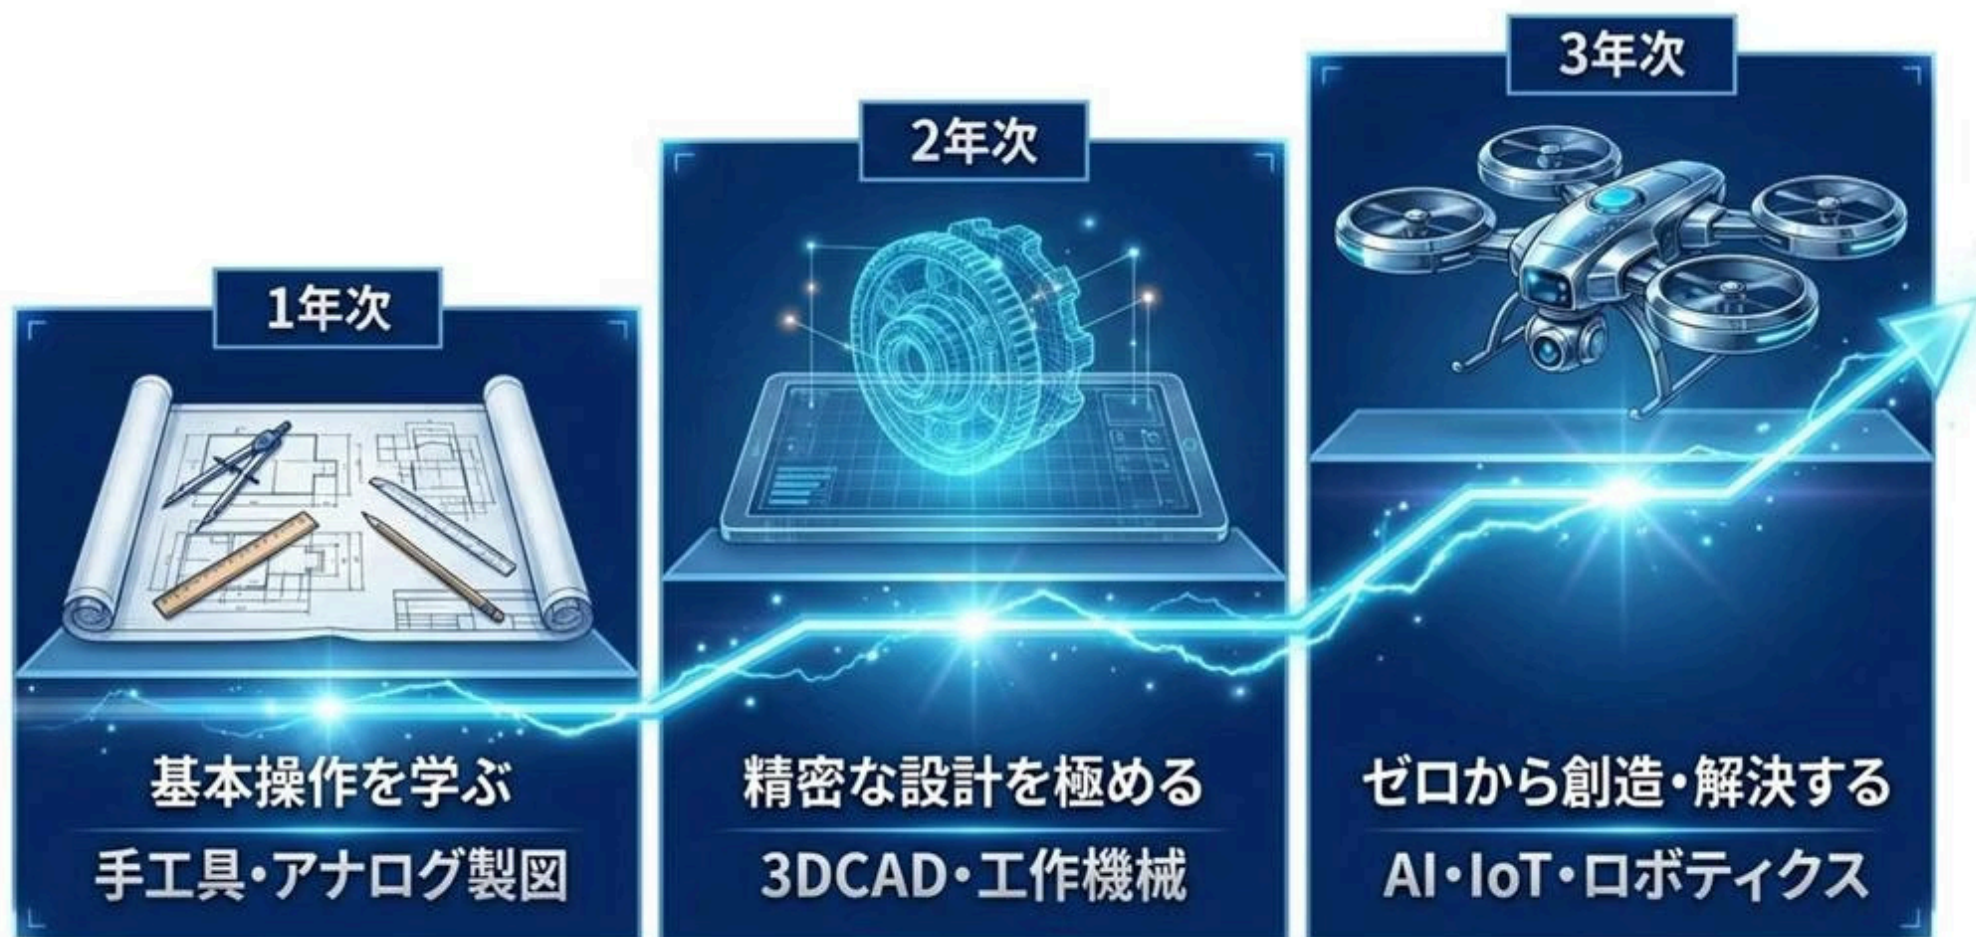 1年次
基本操作を学ぶ
手工具・アナログ製図
2年次
精密な設計を極める
3DCAD・工作機械
3年次
ゼロから創造・解決する
AI・IoT・ロボティクス